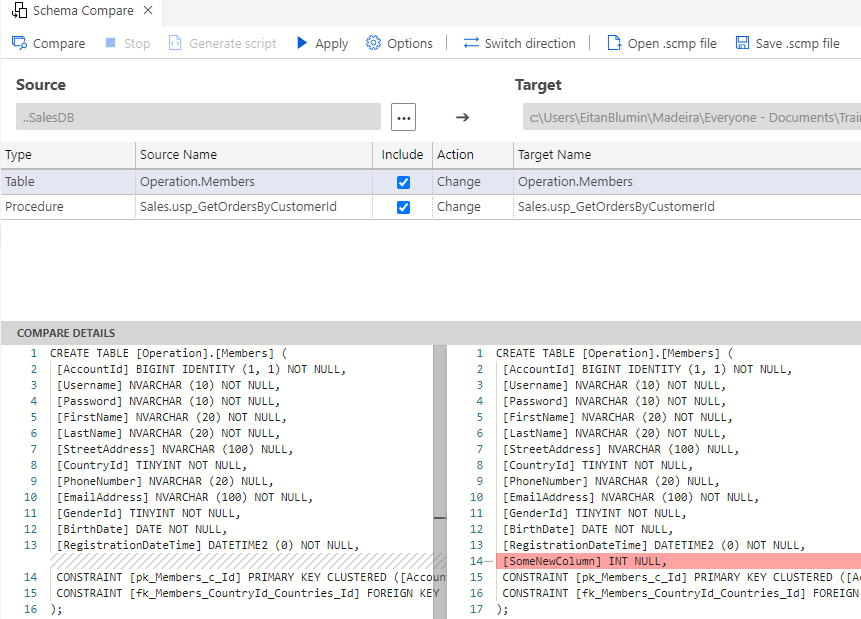 Schema Compare
Compare Stop Generate script Apply Options Switch direction Open .scmp file Save .scmp file
Source Target
..SalesDB ... c:\Users\EitanBlumin\Madeira\Everyone - Documents\Trai
Type Source Name Include Action Target Name
Table Operation.Members Change Operation.Members
Procedure Sales.usp_GetOrdersByCustomerId Change Sales.usp_GetOrdersByCustomerId
COMPARE DETAILS
1 CREATE TABLE [Operation].[Members] (
2 [AccountId] BIGINT IDENTITY (1, 1) NOT NULL,
3 [Username] NVARCHAR (10) NOT NULL,
4 [Password] NVARCHAR (10) NOT NULL,
5 [FirstName] NVARCHAR (20) NOT NULL,
6 [LastName] NVARCHAR (20) NOT NULL,
7 [StreetAddress] NVARCHAR (100) NULL,
8 [CountryId] TINYINT NOT NULL,
9 [PhoneNumber] NVARCHAR (20) NULL,
10 [EmailAddress] NVARCHAR (100) NOT NULL,
11 [GenderId] TINYINT NOT NULL,
12 [BirthDate] DATE NOT NULL,
13 [RegistrationDateTime] DATETIME2 (0) NOT NULL,
14 CONSTRAINT [pk_Members_c_Id] PRIMARY KEY CLUSTERED ([Accoun
15 CONSTRAINT [fk_Members_CountryId_Countries_Id] FOREIGN KEY
16 );
1 CREATE TABLE [Operation].[Members] (
2 [AccountId] BIGINT IDENTITY (1, 1) NOT NULL,
3 [Username] NVARCHAR (10) NOT NULL,
4 [Password] NVARCHAR (10) NOT NULL,
5 [FirstName] NVARCHAR (20) NOT NULL,
6 [LastName] NVARCHAR (20) NOT NULL,
7 [StreetAddress] NVARCHAR (100) NULL,
8 [CountryId] TINYINT NOT NULL,
9 [PhoneNumber] NVARCHAR (20) NULL,
10 [EmailAddress] NVARCHAR (100) NOT NULL,
11 [GenderId] TINYINT NOT NULL,
12 [BirthDate] DATE NOT NULL,
13 [RegistrationDateTime] DATETIME2 (0) NOT NULL,
14— [SomeNewColumn] INT NULL,
15 CONSTRAINT [pk_Members_c_Id] PRIMARY KEY CLUSTERED ([Ac
16 CONSTRAINT [fk_Members_CountryId_Countries_Id] FOREIGN
17 );